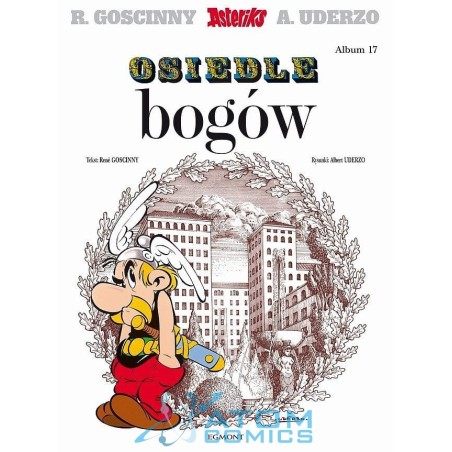 R. GOSCINNY Asteriks A. UDERZO
Album 17
OSIEDLE
bogów
Tekst: René GOSCINNY Rysunki: Albert UDERZO
ATOM
COMICS
EGMONT